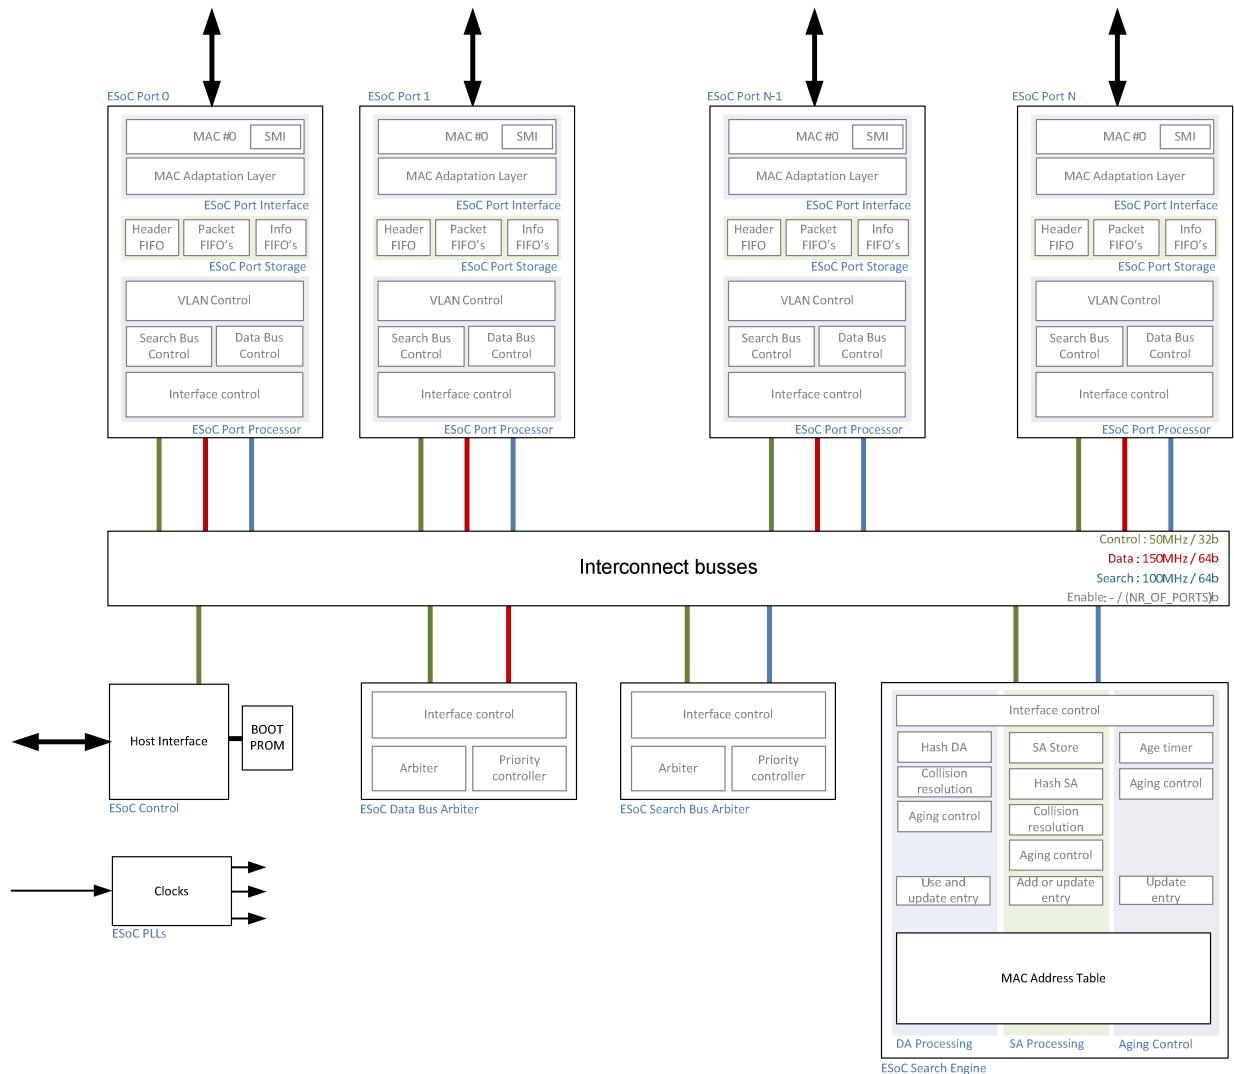 ESoC Port 0
MAC #0
SMI
MAC Adaptation Layer
ESoC Port Interface
Header
FIFO
Packet
FIFO's
Info
FIFO's
ESoC Port Storage
VLAN Control
Search Bus
Control
Data Bus
Control
Interface control
ESoC Port Processor
ESoC Port 1
MAC #0
SMI
MAC Adaptation Layer
ESoC Port Interface
Header
FIFO
Packet
FIFO's
Info
FIFO's
ESoC Port Storage
VLAN Control
Search Bus
Control
Data Bus
Control
Interface control
ESoC Port Processor
ESoC Port N-1
MAC #0
SMI
MAC Adaptation Layer
ESoC Port Interface
Header
FIFO
Packet
FIFO's
Info
FIFO's
ESoC Port Storage
VLAN Control
Search Bus
Control
Data Bus
Control
Interface control
ESoC Port Processor
ESoC Port N
MAC #0
SMI
MAC Adaptation Layer
ESoC Port Interface
Header
FIFO
Packet
FIFO's
Info
FIFO's
ESoC Port Storage
VLAN Control
Search Bus
Control
Data Bus
Control
Interface control
ESoC Port Processor
Interconnect busses
Control : 50MHz / 32b
Data : 150MHz / 64b
Search : 100MHz / 64b
Enable: - / (NR_OF_PORTS)b
Host Interface
BOOT
PROM
ESoC Control
Interface control
Arbiter
Priority
controller
ESoC Data Bus Arbiter
Interface control
Arbiter
Priority
controller
ESoC Search Bus Arbiter
Clocks
ESoC PLLs
Interface control
Hash DA
Collision
resolution
Aging control
Use and
update entry
SA Store
Hash SA
Collision
resolution
Aging control
Add or update
entry
Age timer
Aging control
Update
entry
MAC Address Table
DA Processing
SA Processing
Aging Control
ESoC Search Engine